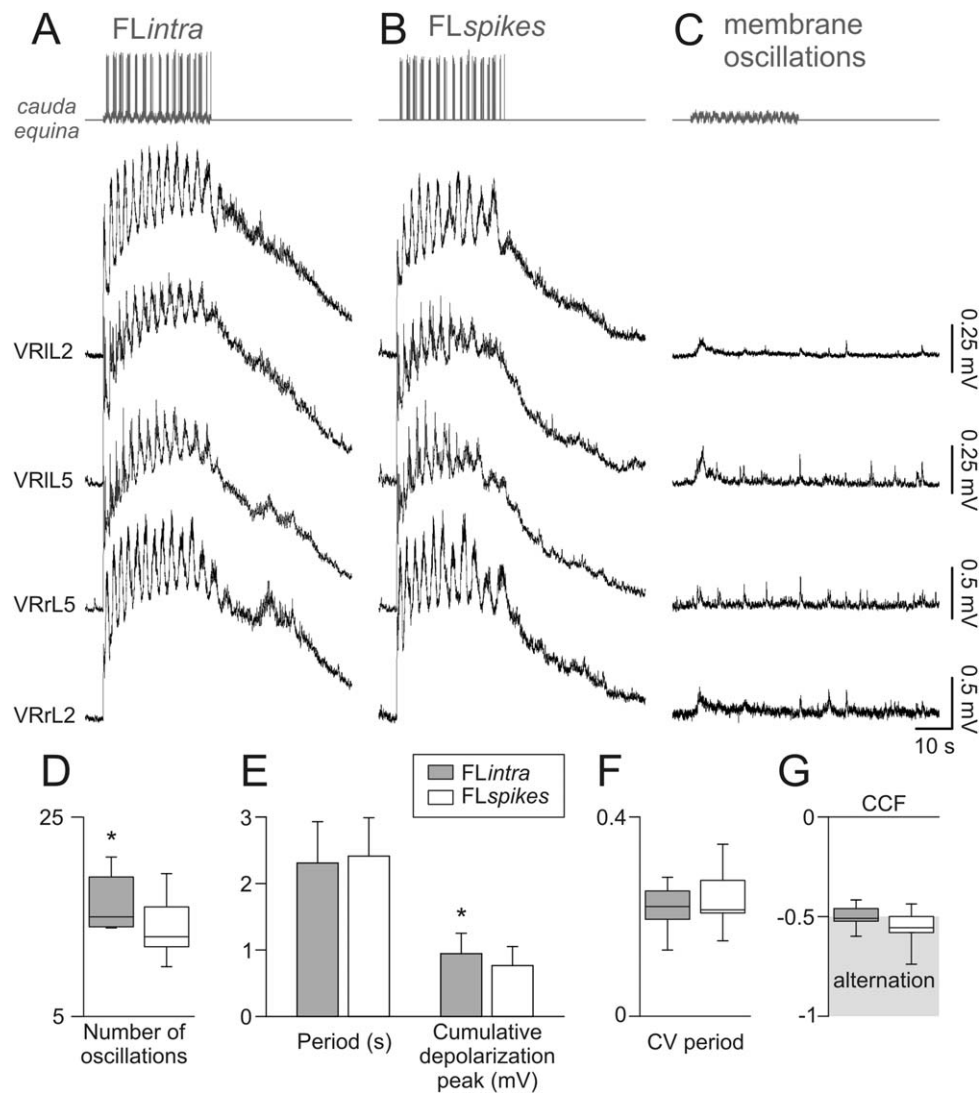 A
FLintra
B
FLspikes
C
membrane
oscillations
cauda
equina
VRlL2
0.25 mV
VRlL5
0.25 mV
VRrL5
0.5 mV
VRrL2
0.5 mV
10 s
D
E
FLintra
FLspikes
F
G
25
*
5
Number of
oscillations
3
2
1
0
*
Period (s)
Cumulative
depolarization
peak (mV)
0.4
0
CV period
CCF
0
-0.5
-1
alternation